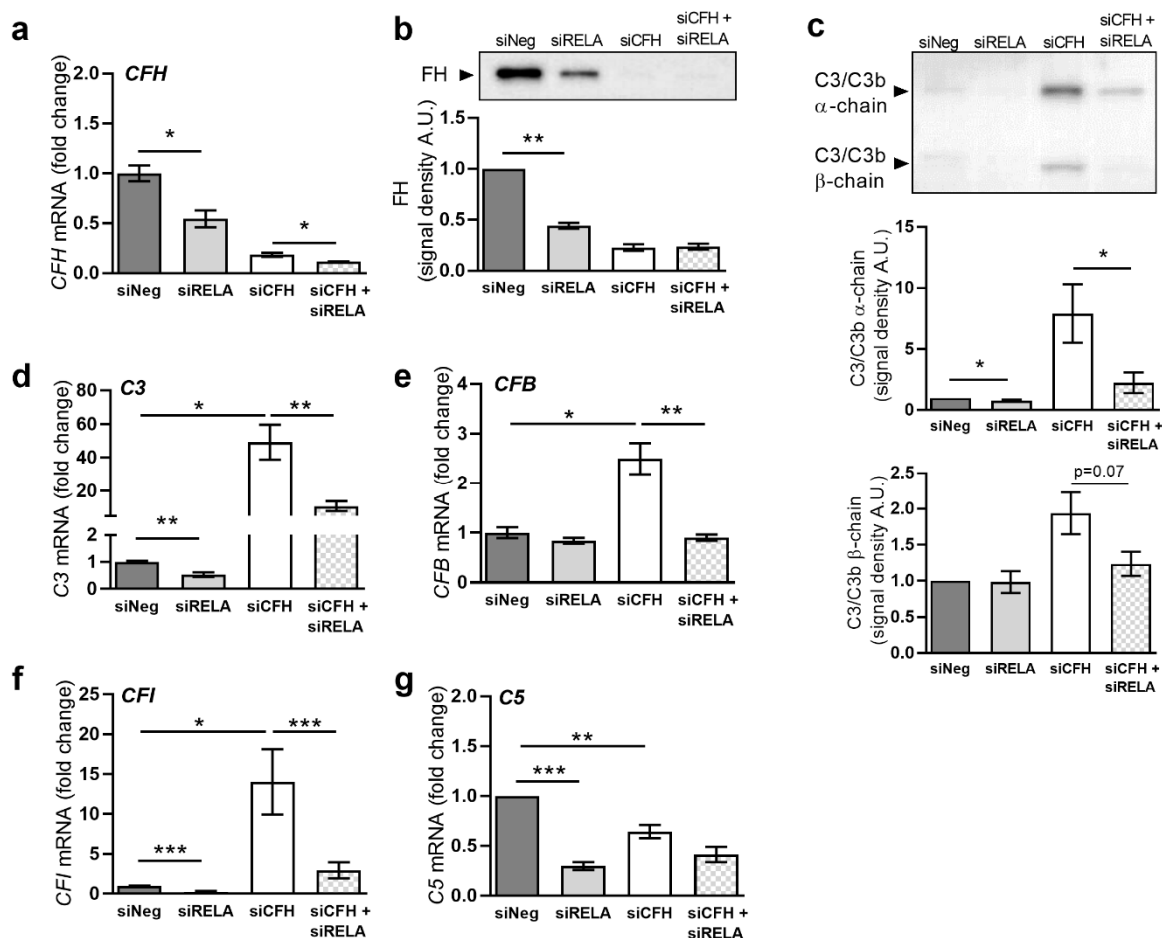 a
CFH
CFH mRNA (fold change)
2.0
1.5
1.0
0.5
0.0
*
*
siNeg
siRELA
siCFH
siCFH +
siRELA
b
siNeg
siRELA
siCFH
siCFH +
siRELA
FH
FH
(signal density A.U.)
1.5
1.0
0.5
0.0
**
siNeg
siRELA
siCFH
siCFH +
siRELA
c
siNeg
siRELA
siCFH
siCFH +
siRELA
C3/C3b
α-chain
C3/C3b
β-chain
C3/C3b α-chain
(signal density A.U.)
15
10
5
0
*
*
siNeg
siRELA
siCFH
siCFH +
siRELA
C3/C3b β-chain
(signal density A.U.)
2.5
2.0
1.5
1.0
0.5
0.0
p=0.07
siNeg
siRELA
siCFH
siCFH +
siRELA
d
C3
C3 mRNA (fold change)
80
60
40
20
2
1
0
*
**
**
siNeg
siRELA
siCFH
siCFH +
siRELA
e
CFB
CFB mRNA (fold change)
4
3
2
1
0
*
**
siNeg
siRELA
siCFH
siCFH +
siRELA
f
CFI
CFI mRNA (fold change)
25
20
15
10
5
0
*
***
***
siNeg
siRELA
siCFH
siCFH +
siRELA
g
C5
C5 mRNA (fold change)
2.0
1.5
1.0
0.5
0.0
**
***
siNeg
siRELA
siCFH
siCFH +
siRELA